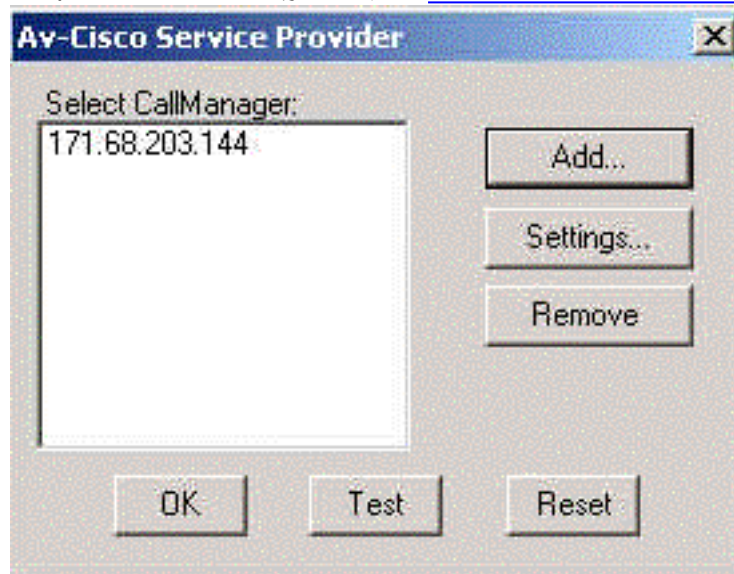 Av-Cisco Service Provider
Select CallManager:
171.68.203.144
Add...
Settings...
Remove
OK
Test
Reset